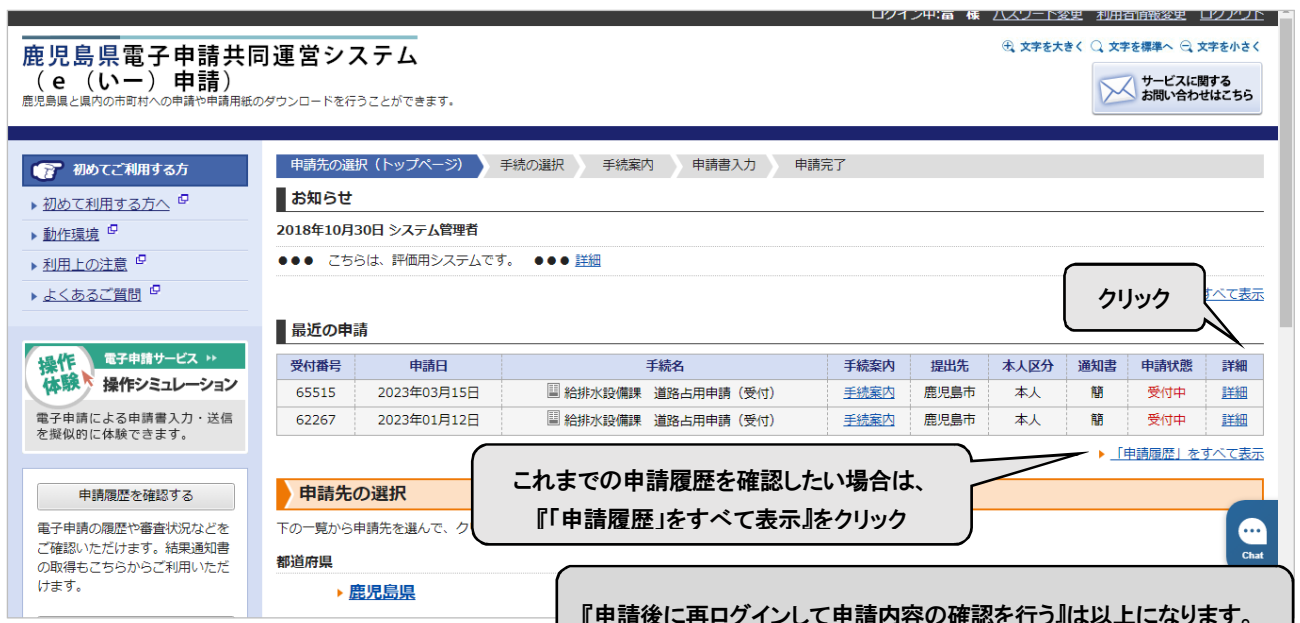 ログイン中:富 様 パスワード変更 利用者情報変更 ログアウト
鹿児島県電子申請共同運営システム
（e（いー）申請）
鹿児島県と県内の市町村への申請や申請用紙のダウンロードを行うことができます。
文字を大きく 文字を標準へ 文字を小さく
サービスに関する
お問い合わせはこちら
初めてご利用する方
初めて利用する方へ
動作環境
利用上の注意
よくあるご質問
操作体験
電子申請サービス
操作シミュレーション
電子申請による申請書入力・送信
を擬似的に体験できます。
申請履歴を確認する
電子申請の履歴や審査状況などを
ご確認いただけます。結果通知書
の取得もこちらからご利用いただ
けます。
申請先の選択（トップページ） 手続の選択 手続案内 申請書入力 申請完了
お知らせ
2018年10月30日 システム管理者
●●● こちらは、評価用システムです。 ●●● 詳細
すべて表示
クリック
最近の申請
受付番号 申請日 手続名 手続案内 提出先 本人区分 通知書 申請状態 詳細
65515 2023年03月15日 給排水設備課 道路占用申請（受付） 手続案内 鹿児島市 本人 簡 受付中 詳細
62267 2023年01月12日 給排水設備課 道路占用申請（受付） 手続案内 鹿児島市 本人 簡 受付中 詳細
「申請履歴」をすべて表示
これまでの申請履歴を確認したい場合は、
『「申請履歴」をすべて表示』をクリック
申請先の選択
下の一覧から申請先を選んで、ク
都道府県
鹿児島県
Chat
『申請後に再ログインして申請内容の確認を行う』は以上になります。